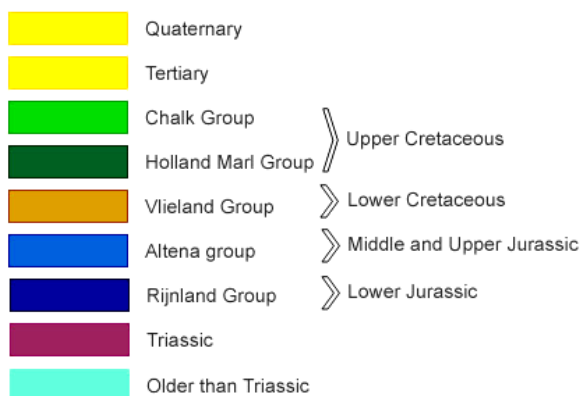 Quaternary
Tertiary
Chalk Group
Upper Cretaceous
Holland Marl Group
Vlieland Group
Lower Cretaceous
Altena group
Middle and Upper Jurassic
Rijnland Group
Lower Jurassic
Triassic
Older than Triassic